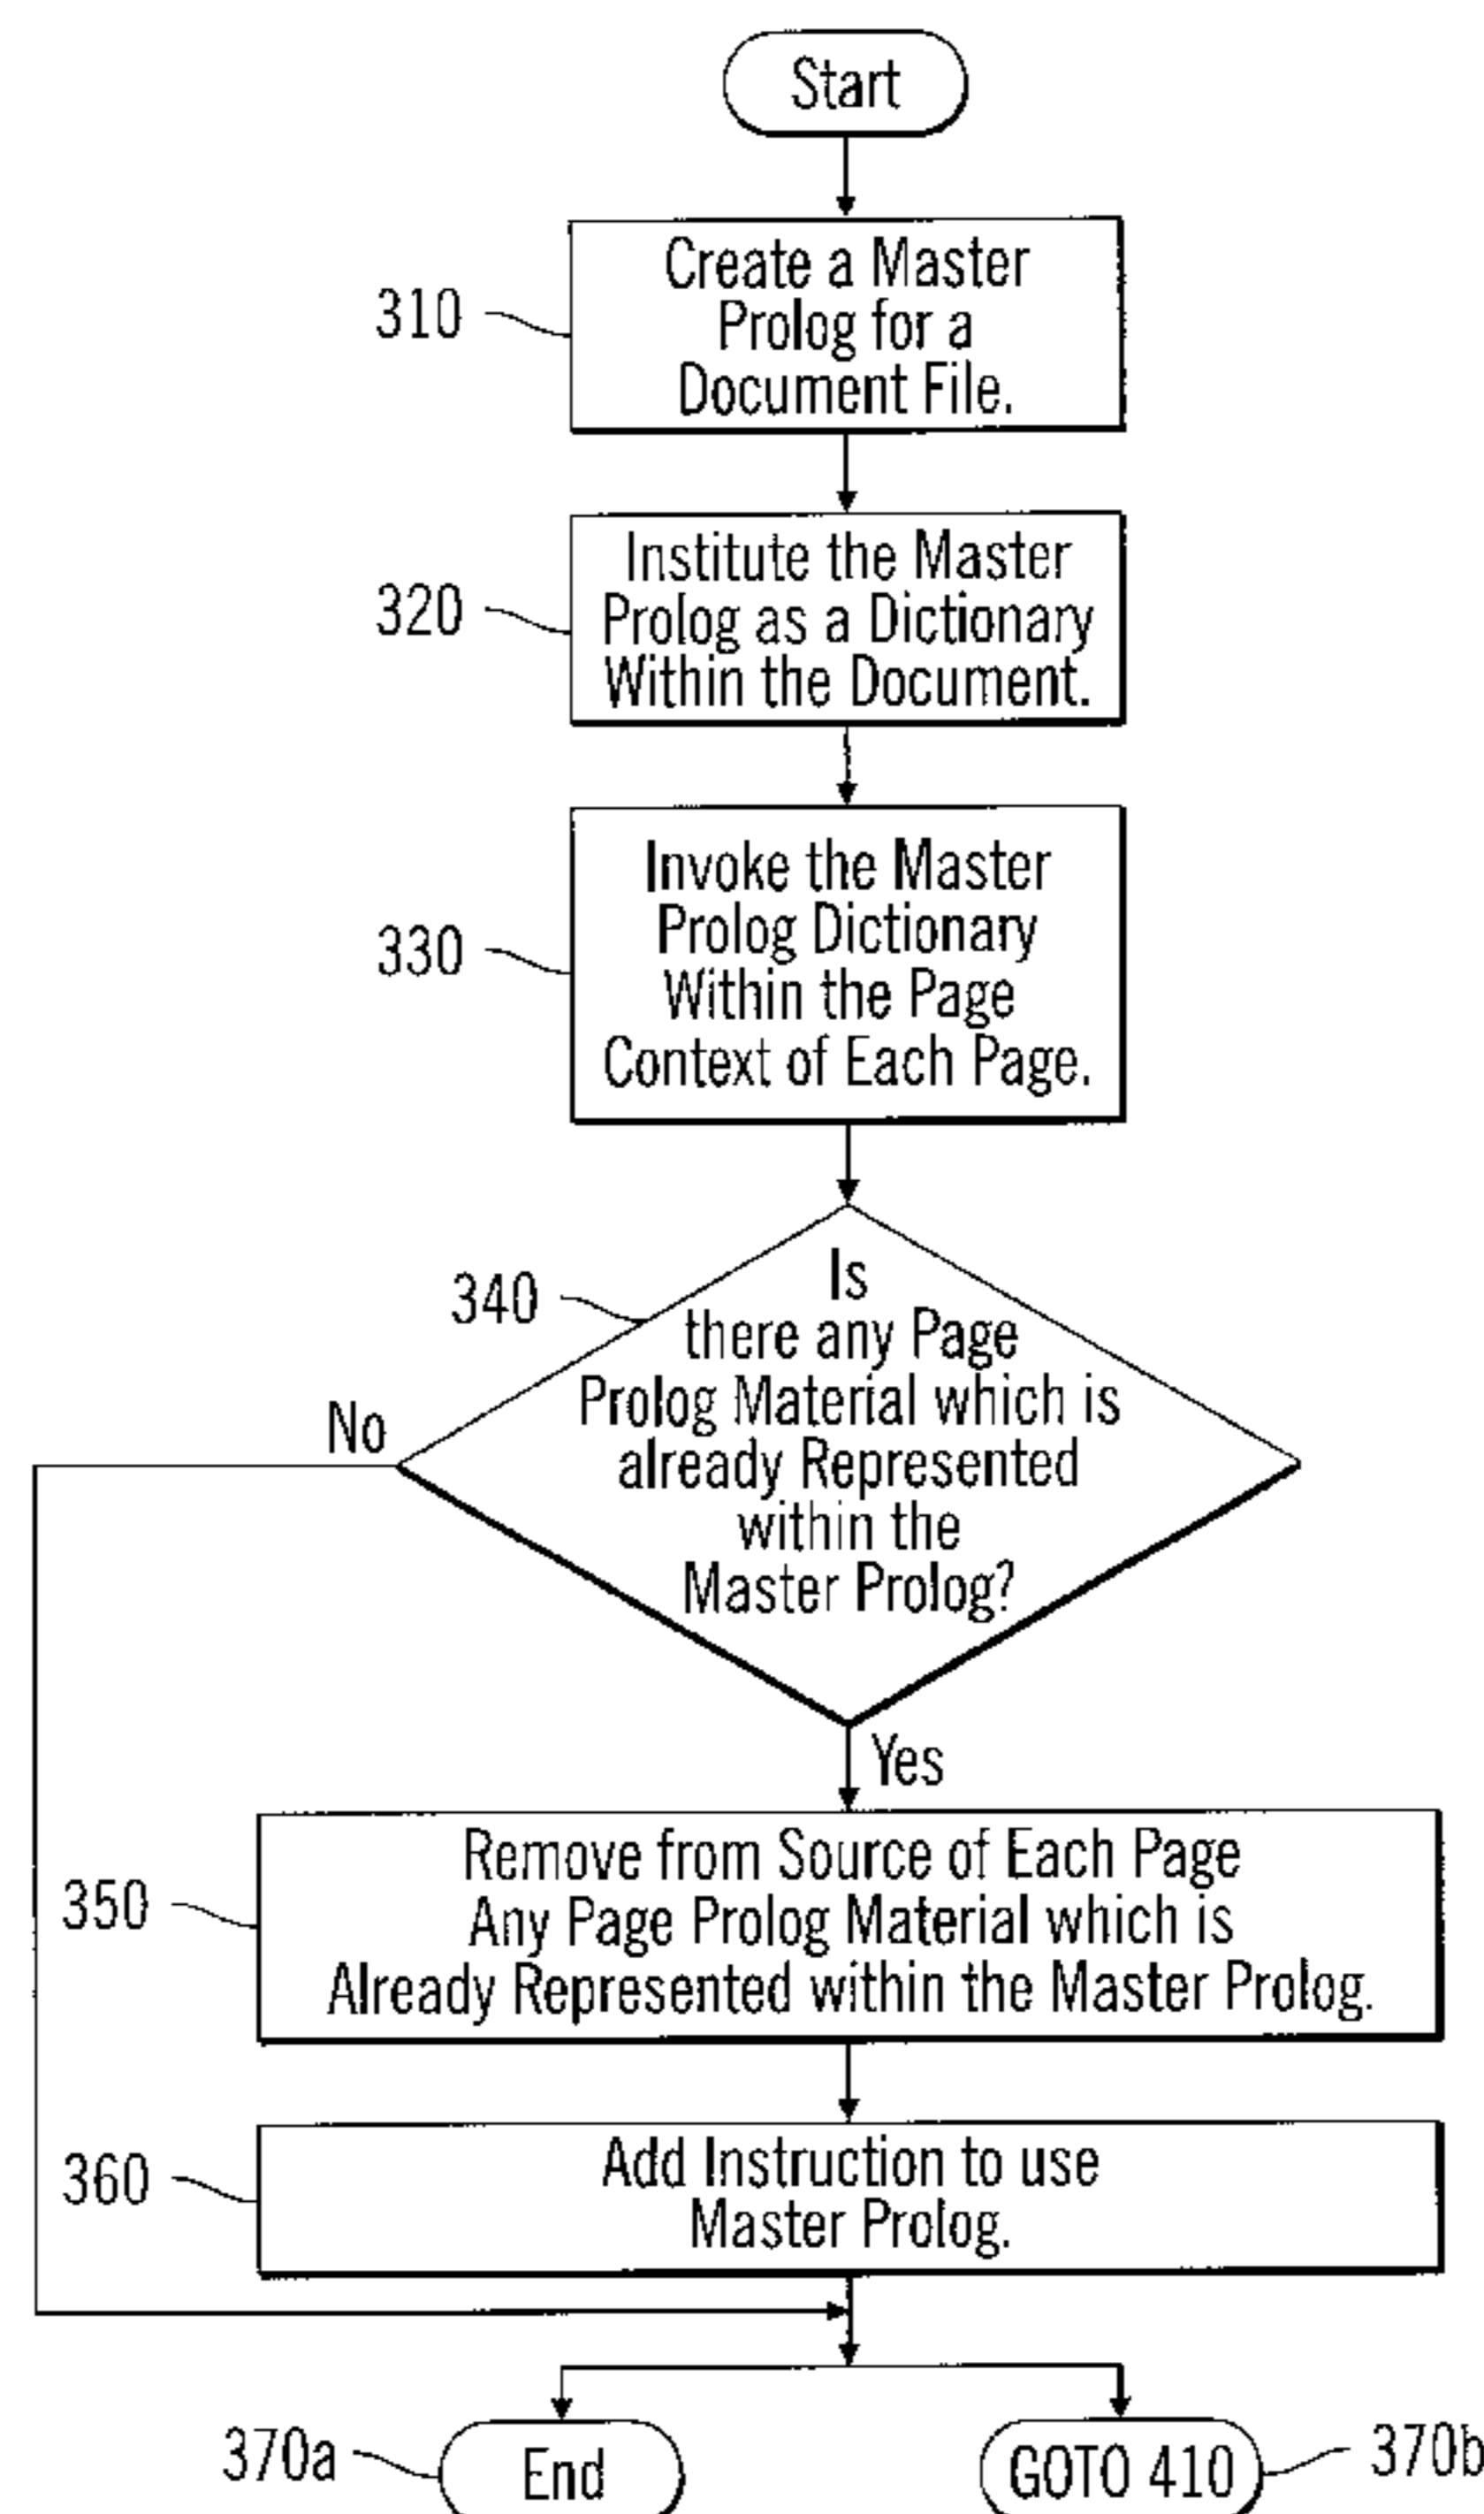 Start
310
Create a Master
Prolog for a
Document File.
320
Institute the Master
Prolog as a Dictionary
Within the Document.
330
Invoke the Master
Prolog Dictionary
Within the Page
Context of Each Page.
340
Is
there any Page
Prolog Material which is
already Represented
within the
Master Prolog?
No
Yes
350
Remove from Source of Each Page
Any Page Prolog Material which is
Already Represented within the Master Prolog.
360
Add Instruction to use
Master Prolog.
370a
End
GOTO 410
370b